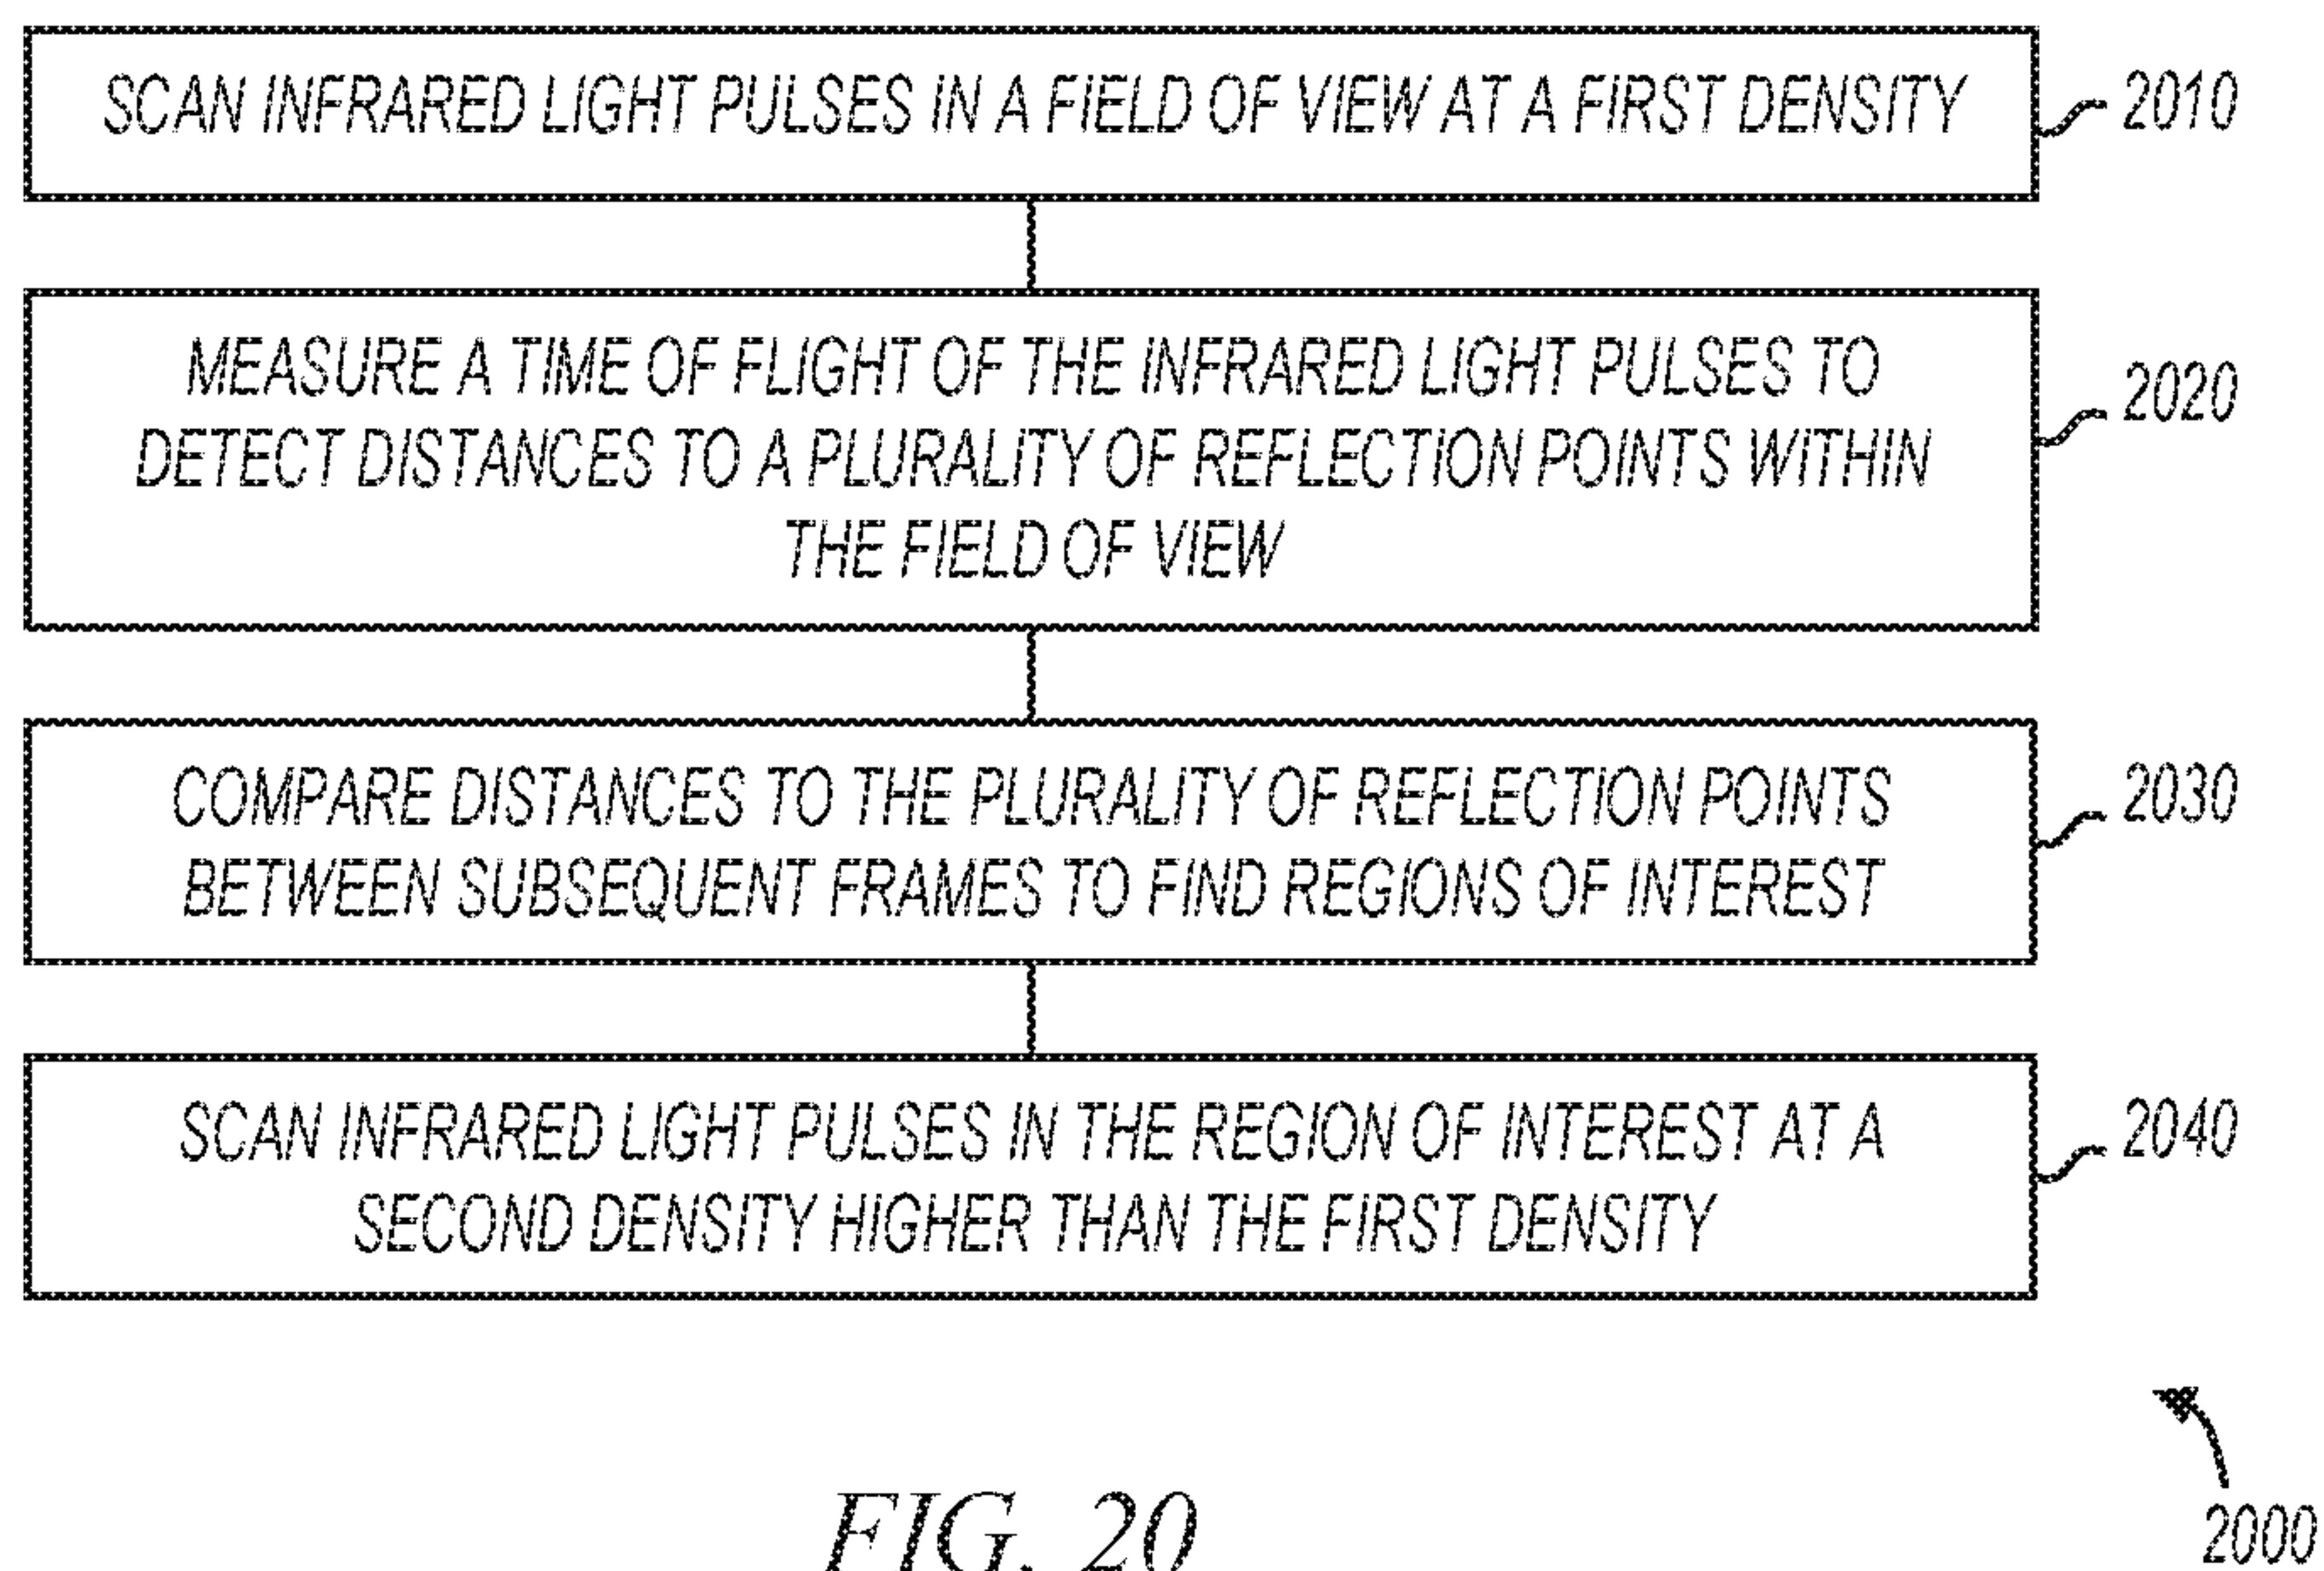 SCAN INFRARED LIGHT PULSES IN A FIELD OF VIEW AT A FIRST DENSITY
2010
MEASURE A TIME OF FLIGHT OF THE INFRARED LIGHT PULSES TO
DETECT DISTANCES TO A PLURALITY OF REFLECTION POINTS WITHIN
THE FIELD OF VIEW
2020
COMPARE DISTANCES TO THE PLURALITY OF REFLECTION POINTS
BETWEEN SUBSEQUENT FRAMES TO FIND REGIONS OF INTEREST
2030
SCAN INFRARED LIGHT PULSES IN THE REGION OF INTEREST AT A
SECOND DENSITY HIGHER THAN THE FIRST DENSITY
2040
2000
FIG. 20